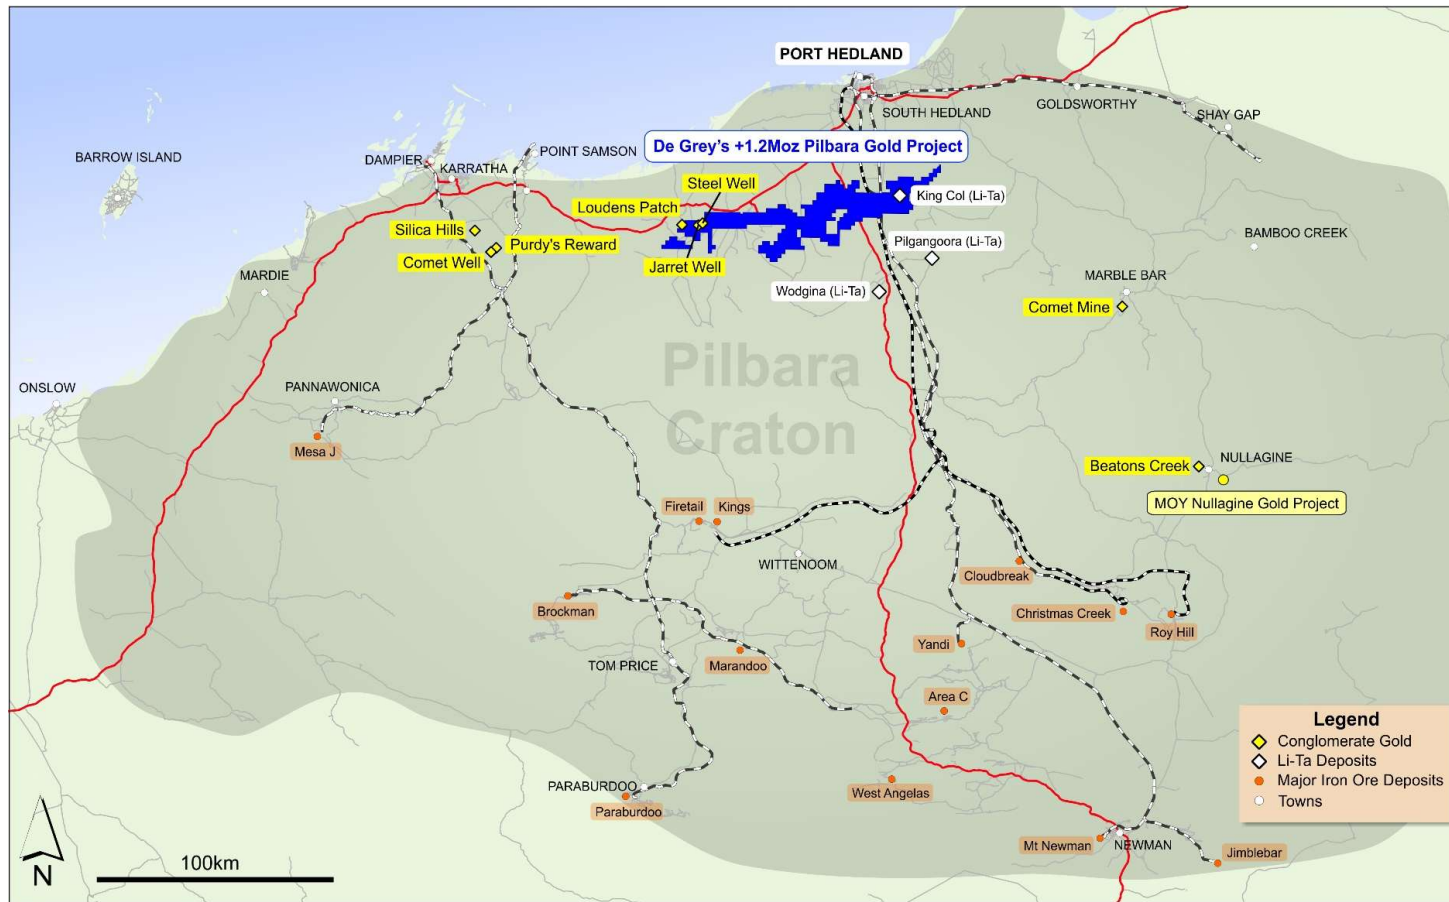 PORT HEDLAND
SOUTH HEDLAND
GOLDSWORTHY
SHAY GAP
De Grey's +1.2Moz Pilbara Gold Project
BARROW ISLAND
DAMPIER
KARRATHA
POINT SAMSON
Steel Well
Loudens Patch
King Col (Li-Ta)
Silica Hills
Purdy's Reward
Comet Well
Jarret Well
Pilgangoora (Li-Ta)
BAMBOO CREEK
MARDIE
Wodgina (Li-Ta)
MARBLE BAR
Comet Mine
Pilbara
Craton
ONSLOW
PANNAWONICA
Mesa J
Beatons Creek
NULLAGINE
MOY Nullagine Gold Project
Firetail
Kings
WITTENOOM
Cloudbreak
Brockman
Christmas Creek
Roy Hill
Yandi
TOM PRICE
Marandoo
Area C
PARABURDOO
Paraburdoo
West Angelas
Mt Newman
NEWMAN
Jimblebar
Legend
Conglomerate Gold
Li-Ta Deposits
Major Iron Ore Deposits
Towns
N
100km